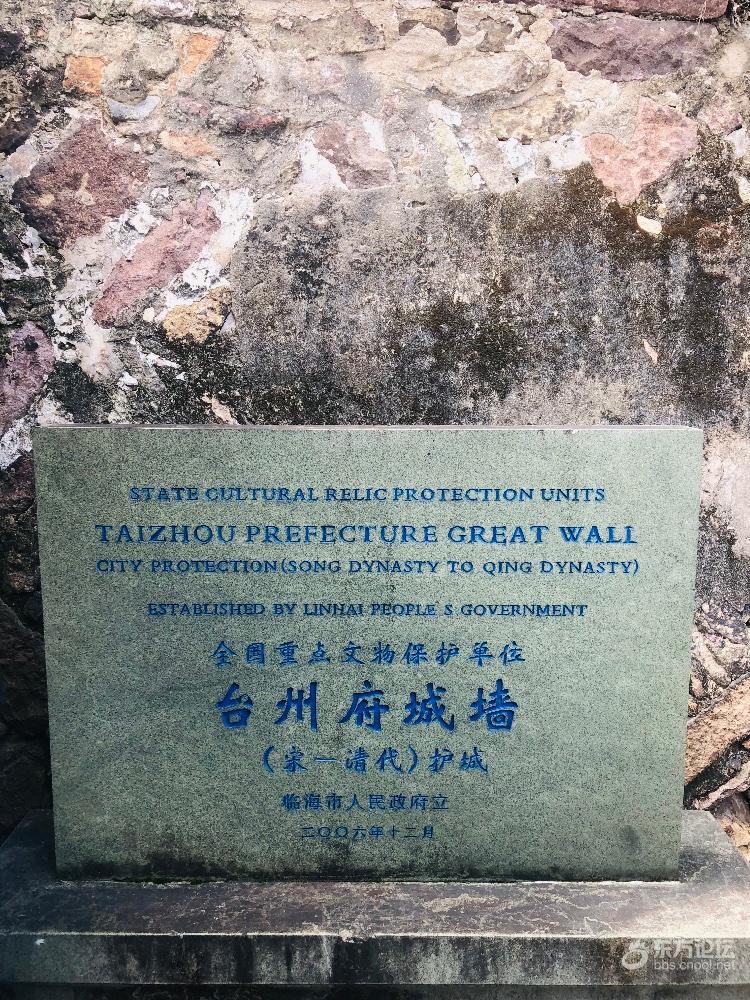 STATE CULTURAL RELIC PROTECTION UNITS
TAIZHOU PREFECTURE GREAT WALL
CITY PROTECTION(SONG DYNASTY TO QING DYNASTY)
ESTABLISHED BY LINHAI PEOPLE`S GOVERNMENT
全国重点文物保护单位
台州府城墙
(宋—清代)护城
临海市人民政府立
二〇〇六年十二月
东方论坛
bbs.cnool.net